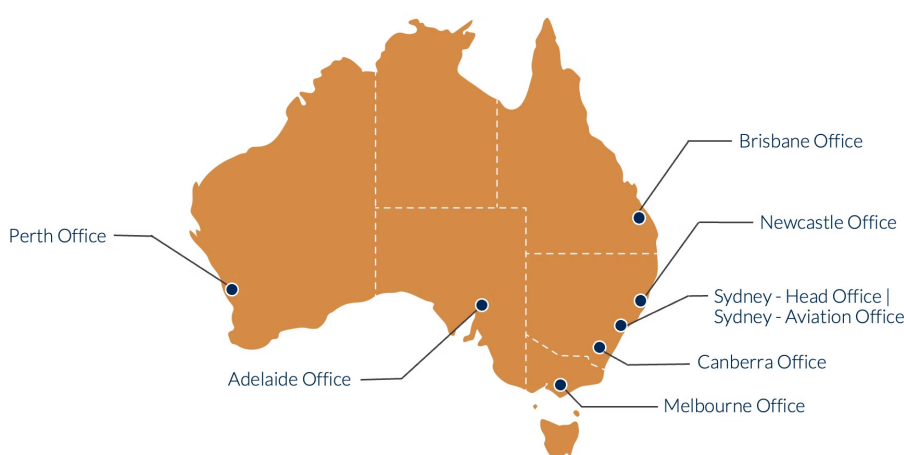 Brisbane Office
Newcastle Office
Perth Office
Sydney - Head Office |
Sydney - Aviation Office
Canberra Office
Adelaide Office
Melbourne Office